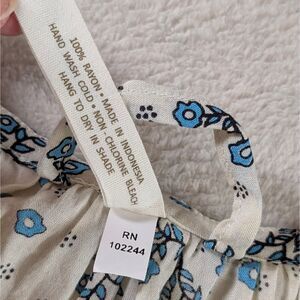 100% RAYON • MADE IN INDONESIA
HAND WASH COLD • NON - CHLORINE BLEACH
HANG TO DRY IN SHADE
RN
102244